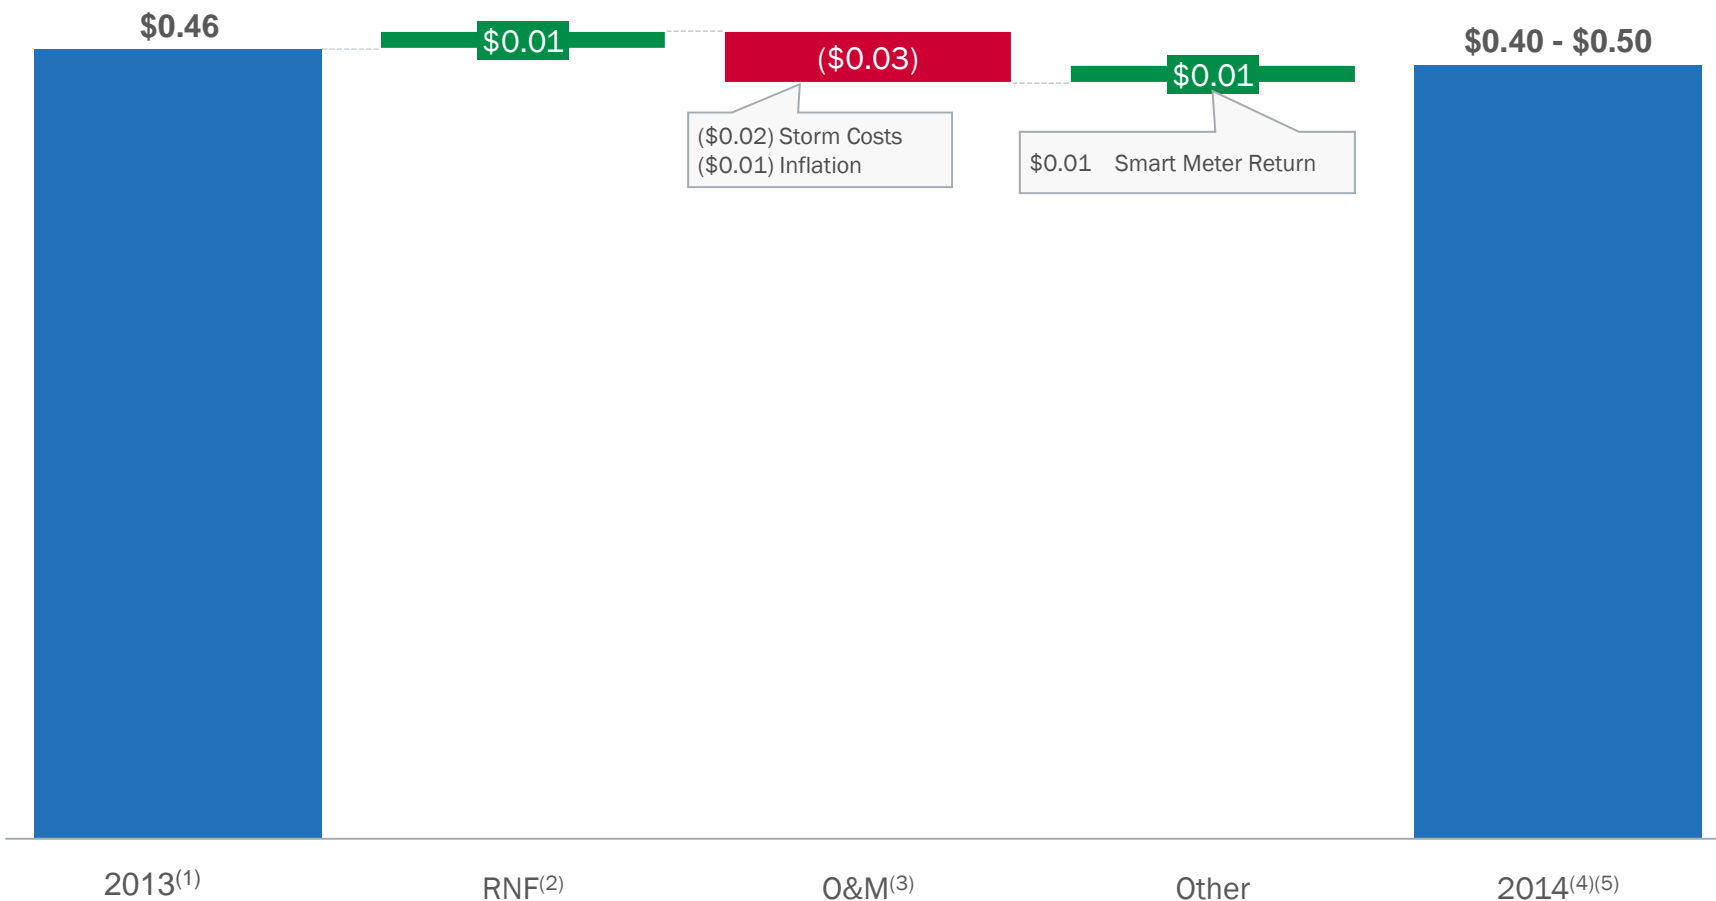 $0.46
$0.01
($0.03)
$0.01
$0.40 - $0.50
($0.02) Storm Costs
($0.01) Inflation
$0.01 Smart Meter Return
2013(1)
RNF(2)
O&M(3)
Other
2014(4)(5)